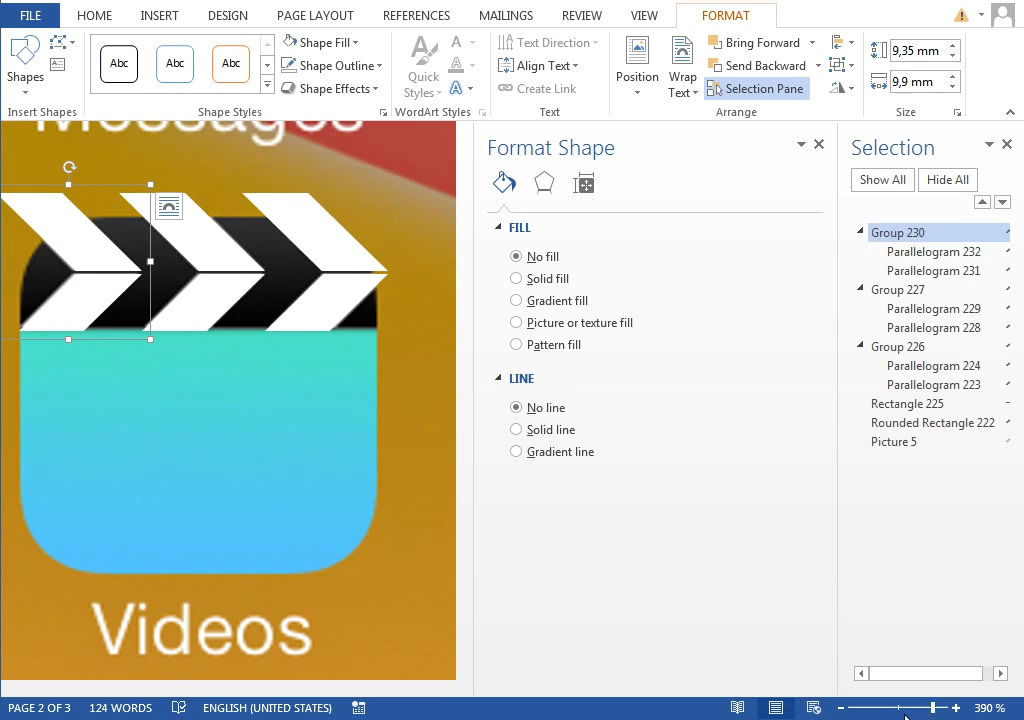 FILE HOME INSERT DESIGN PAGE LAYOUT REFERENCES MAILINGS REVIEW VIEW FORMAT
Shapes
Insert Shapes
Abc Abc Abc
Shape Fill
Shape Outline
Shape Effects
Shape Styles
Quick
Styles
A
A
A
WordArt Styles
Text Direction
Align Text
Create Link
Text
Position
Wrap
Text
Bring Forward
Send Backward
Selection Pane
Arrange
9,35 mm
9,9 mm
Size
Messages
Videos
Format Shape
FILL
No fill
Solid fill
Gradient fill
Picture or texture fill
Pattern fill
LINE
No line
Solid line
Gradient line
Selection
Show All Hide All
Group 230
Parallelogram 232
Parallelogram 231
Group 227
Parallelogram 229
Parallelogram 228
Group 226
Parallelogram 224
Parallelogram 223
Rectangle 225
Rounded Rectangle 222
Picture 5
PAGE 2 OF 3 124 WORDS ENGLISH (UNITED STATES) 390 %